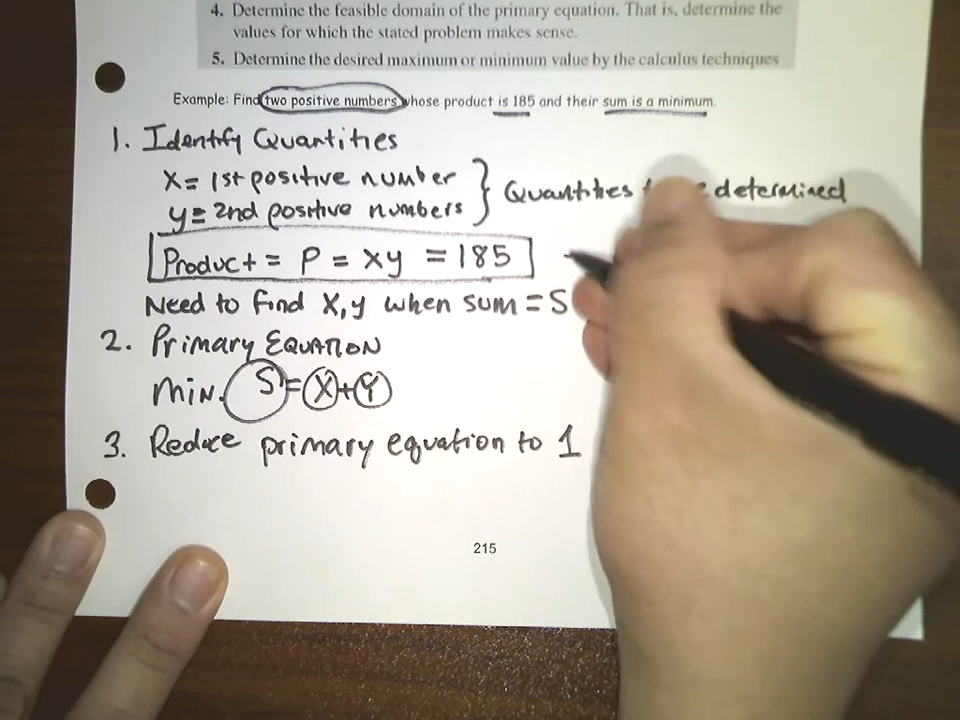 4. Determine the feasible domain of the primary equation. That is, determine the
values for which the stated problem makes sense.
5. Determine the desired maximum or minimum value by the calculus techniques
Example: Find two positive numbers whose product is 185 and their sum is a minimum.
1. Identify Quantities
x = 1st positive number
y = 2nd positive numbers } Quantities determined
Product = P = xy = 185
Need to find x, y when sum = S
2. Primary Equation
Min. S = x + y
3. Reduce primary equation to 1
215